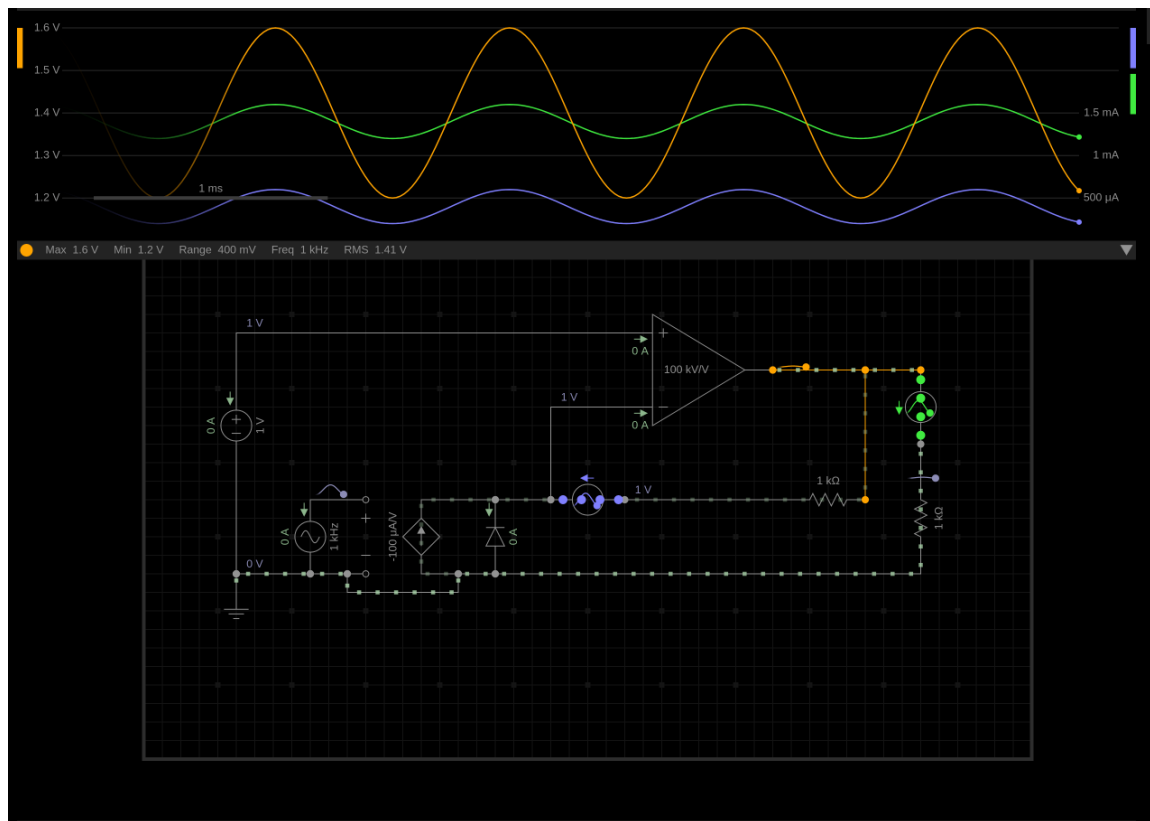 1.6 V
1.5 V
1.4 V
1.5 mA
1.3 V
1 mA
1 ms
1.2 V
500 µA
Max 1.6 V Min 1.2 V Range 400 mV Freq 1 kHz RMS 1.41 V
1 V
+
0 A
100 kV/V
1 V
−
0 A
0 A
+
−
1 V
1 V
1 kΩ
1 kΩ
0 A
1 kHz
+
−
-100 µA/V
0 A
0 V